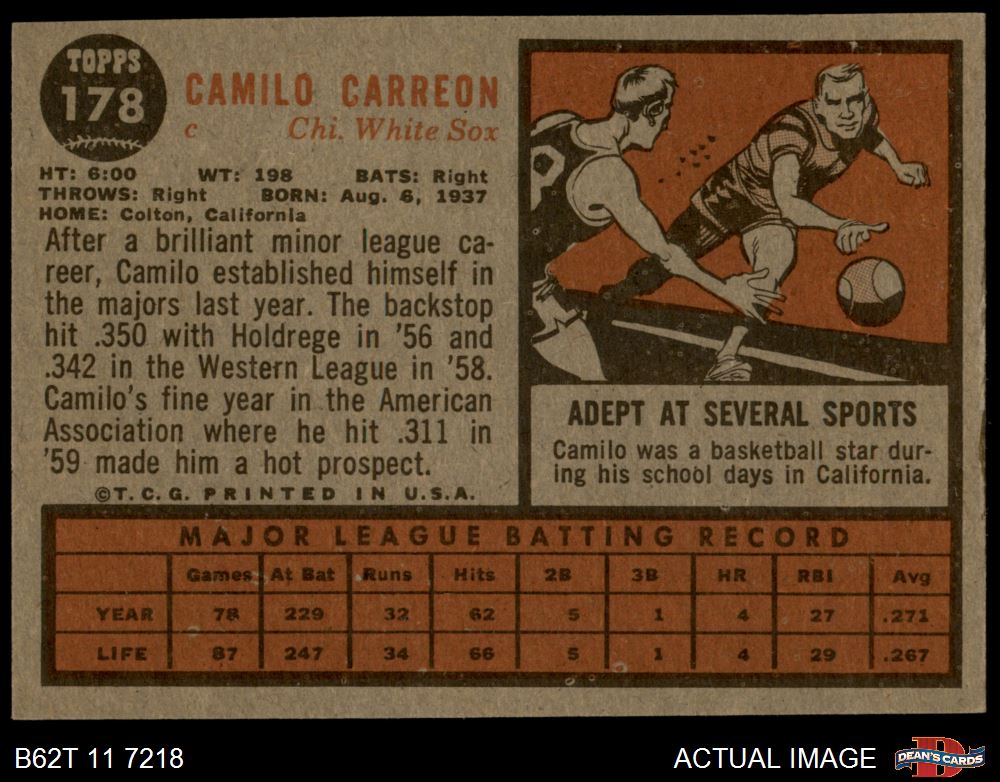 TOPPS
178
CAMILO CARREON
c Chi. White Sox
HT: 6:00 WT: 198 BATS: Right
THROWS: Right BORN: Aug. 6, 1937
HOME: Colton, California
After a brilliant minor league ca-
reer, Camilo established himself in
the majors last year. The backstop
hit .350 with Holdrege in '56 and
.342 in the Western League in '58.
Camilo's fine year in the American
Association where he hit .311 in
'59 made him a hot prospect.
©T. C. G. PRINTED IN U.S.A.
ADEPT AT SEVERAL SPORTS
Camilo was a basketball star dur-
ing his school days in California.
MAJOR LEAGUE BATTING RECORD
Games At Bat Runs Hits 2B 3B HR RBI Avg
YEAR 78 229 32 62 5 1 4 27 .271
LIFE 87 247 34 66 5 1 4 29 .267
B62T 11 7218 ACTUAL IMAGE
D
DEAN'S CARDS